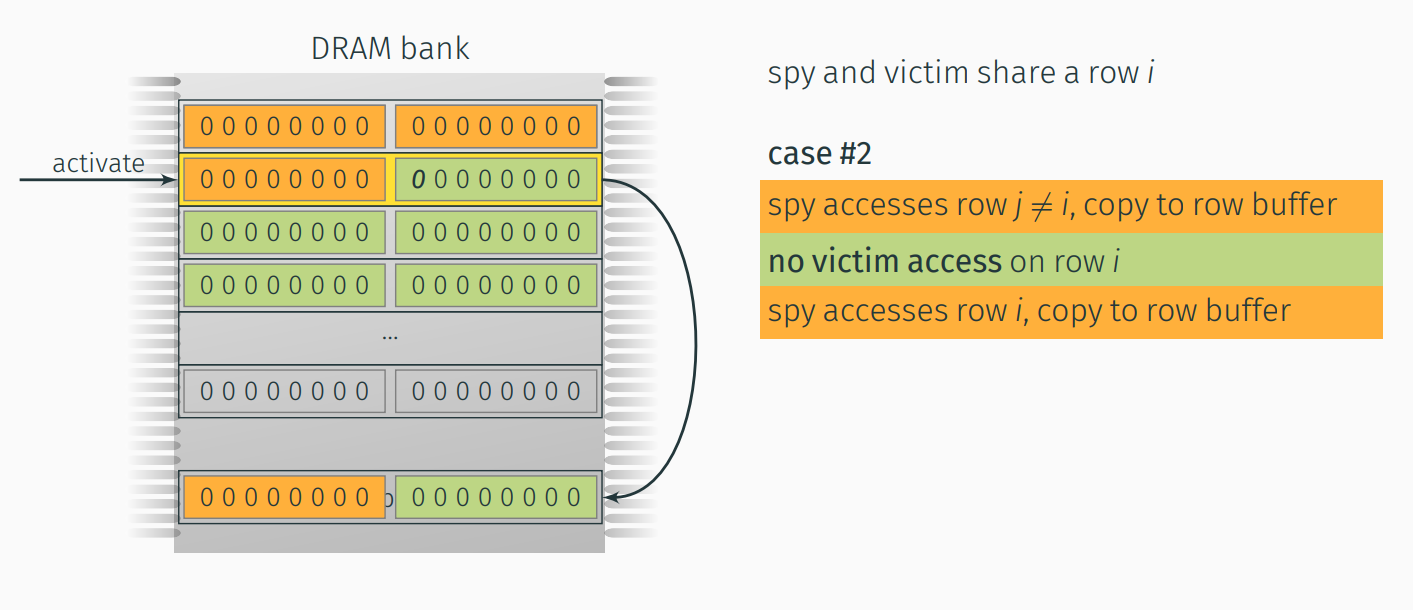 DRAM bank
spy and victim share a row i
0 0 0 0 0 0 0 0 0 0 0 0 0 0 0 0
case #2
activate
0 0 0 0 0 0 0 0 0 0 0 0 0 0 0 0
spy accesses row j ≠ i, copy to row buffer
0 0 0 0 0 0 0 0 0 0 0 0 0 0 0 0
no victim access on row i
0 0 0 0 0 0 0 0 0 0 0 0 0 0 0 0
spy accesses row i, copy to row buffer
...
0 0 0 0 0 0 0 0 0 0 0 0 0 0 0 0
0 0 0 0 0 0 0 0 0 0 0 0 0 0 0 0